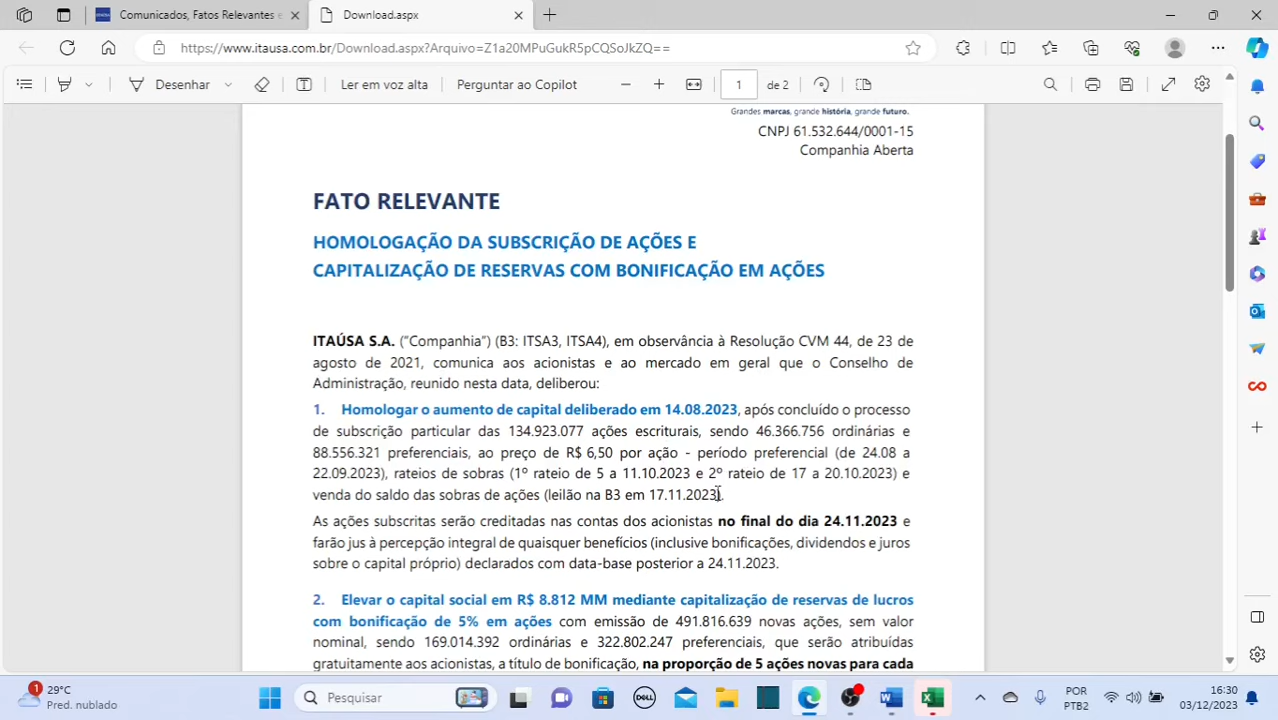 Comunicados, Fatos Relevantes e
Download.aspx
https://www.itausa.com.br/Download.aspx?Arquivo=Z1a20MPuGukR5pCQSoJkZQ==
Desenhar
Ler em voz alta
Perguntar ao Copilot
1
de 2
Grandes marcas, grande história, grande futuro.
CNPJ 61.532.644/0001-15
Companhia Aberta
FATO RELEVANTE
HOMOLOGAÇÃO DA SUBSCRIÇÃO DE AÇÕES E
CAPITALIZAÇÃO DE RESERVAS COM BONIFICAÇÃO EM AÇÕES
ITAÚSA S.A. ("Companhia") (B3: ITSA3, ITSA4), em observância à Resolução CVM 44, de 23 de
agosto de 2021, comunica aos acionistas e ao mercado em geral que o Conselho de
Administração, reunido nesta data, deliberou:
1. Homologar o aumento de capital deliberado em 14.08.2023, após concluído o processo
de subscrição particular das 134.923.077 ações escriturais, sendo 46.366.756 ordinárias e
88.556.321 preferenciais, ao preço de R$ 6,50 por ação - período preferencial (de 24.08 a
22.09.2023), rateios de sobras (1º rateio de 5 a 11.10.2023 e 2º rateio de 17 a 20.10.2023) e
venda do saldo das sobras de ações (leilão na B3 em 17.11.2023).
As ações subscritas serão creditadas nas contas dos acionistas no final do dia 24.11.2023 e
farão jus à percepção integral de quaisquer benefícios (inclusive bonificações, dividendos e juros
sobre o capital próprio) declarados com data-base posterior a 24.11.2023.
2. Elevar o capital social em R$ 8.812 MM mediante capitalização de reservas de lucros
com bonificação de 5% em ações com emissão de 491.816.639 novas ações, sem valor
nominal, sendo 169.014.392 ordinárias e 322.802.247 preferenciais, que serão atribuídas
gratuitamente aos acionistas, a título de bonificação, na proporção de 5 ações novas para cada
1
29°C
Pred. nublado
Pesquisar
DELL
POR
PTB2
16:30
03/12/2023